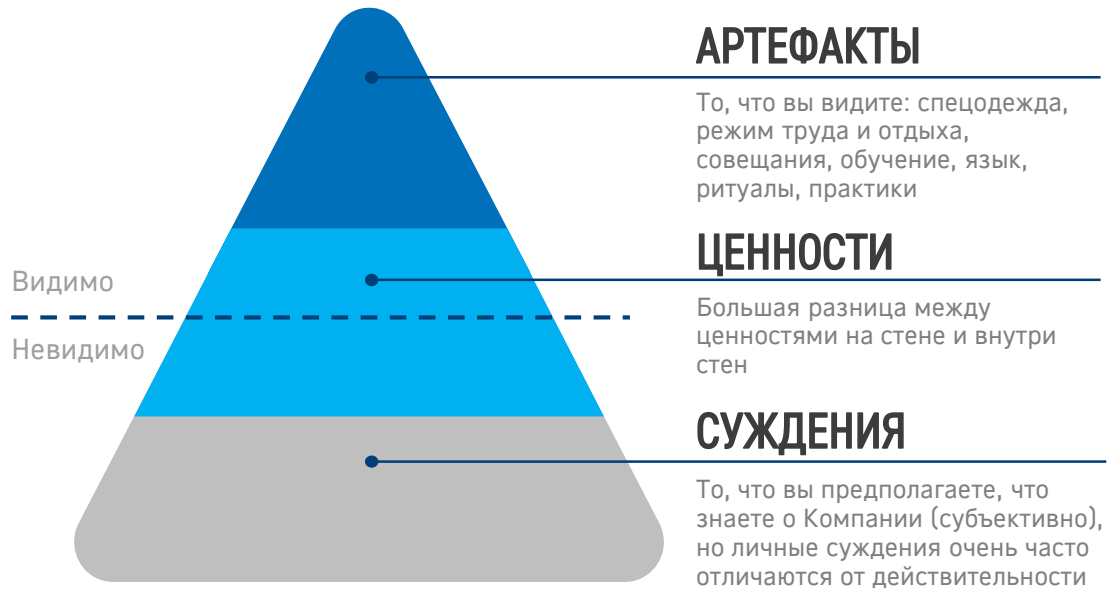 АРТЕФАКТЫ
То, что вы видите: спецодежда,
режим труда и отдыха,
совещания, обучение, язык,
ритуалы, практики
ЦЕННОСТИ
Видимо
Большая разница между
ценностями на стене и внутри
стен
Невидимо
СУЖДЕНИЯ
То, что вы предполагаете, что
знаете о Компании (субъективно),
но личные суждения очень часто
отличаются от действительности